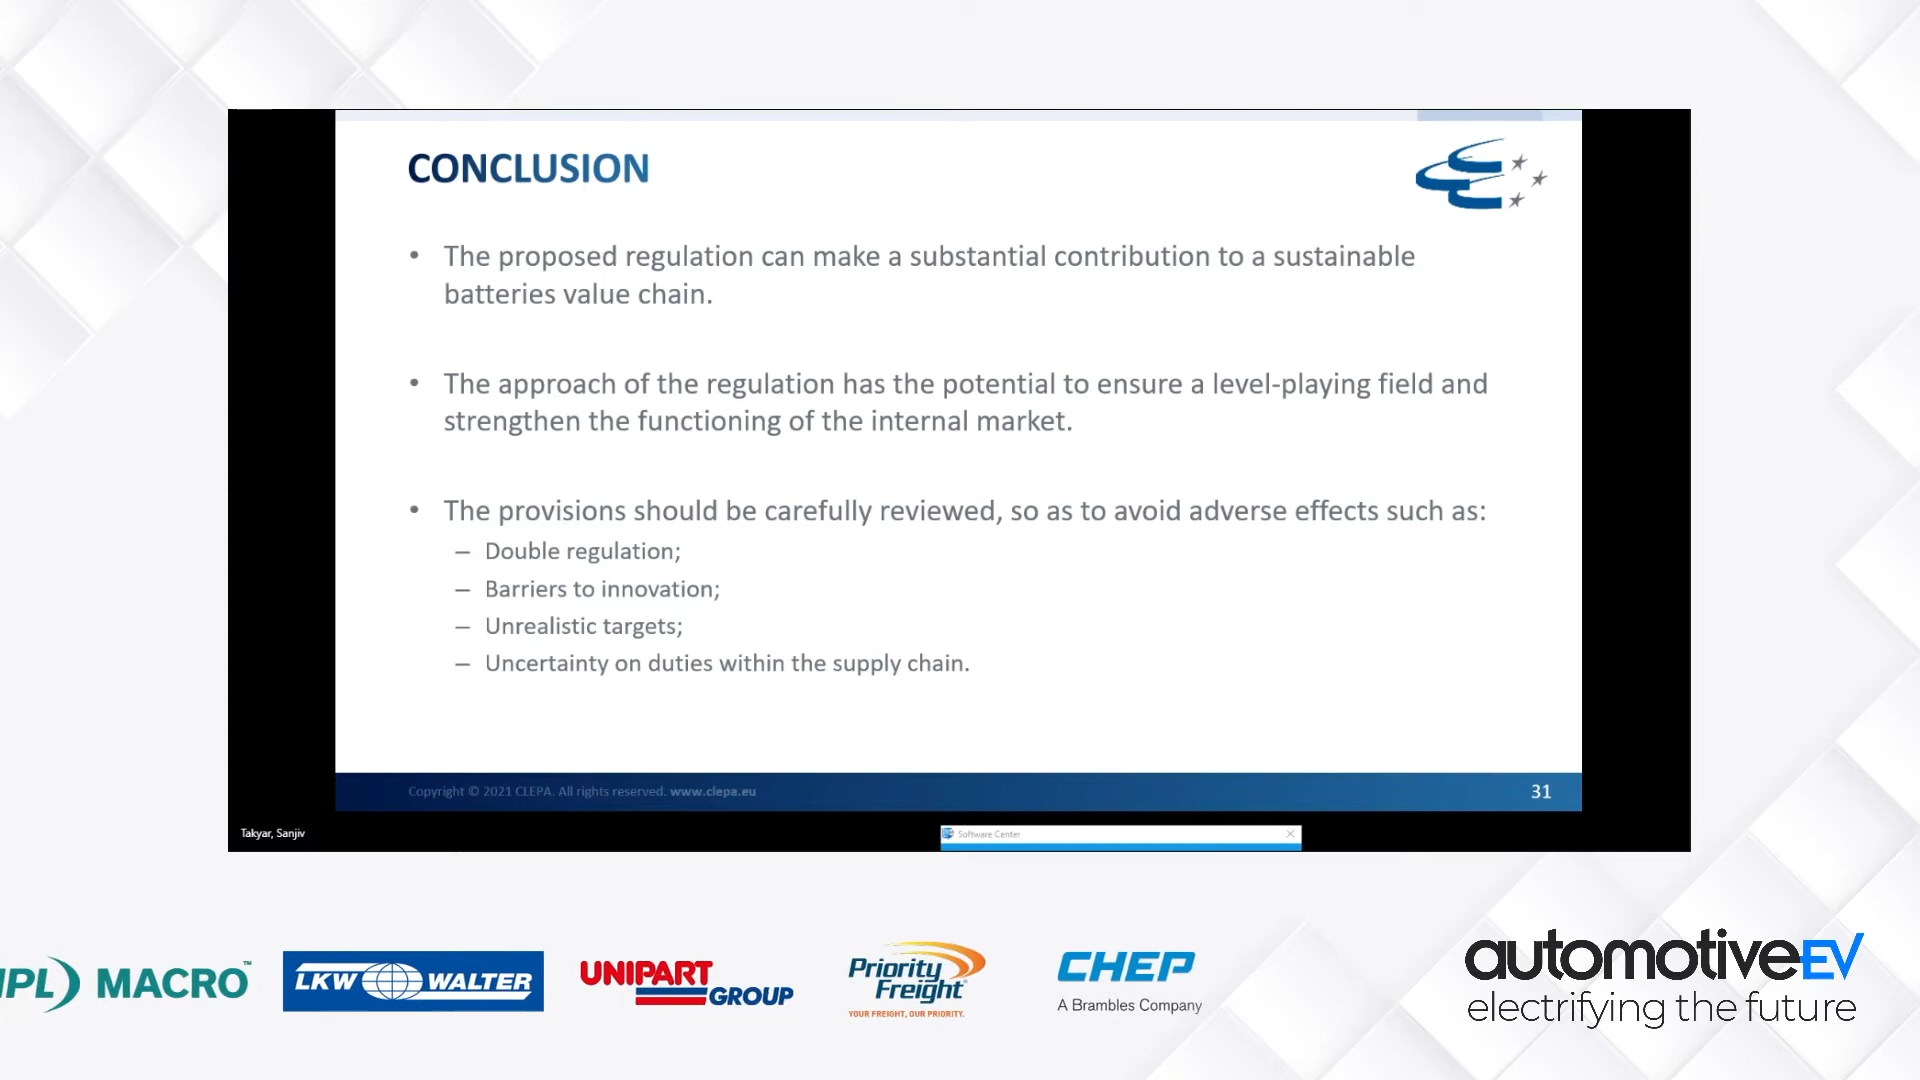 CONCLUSION
• The proposed regulation can make a substantial contribution to a sustainable
batteries value chain.
• The approach of the regulation has the potential to ensure a level-playing field and
strengthen the functioning of the internal market.
• The provisions should be carefully reviewed, so as to avoid adverse effects such as:
– Double regulation;
– Barriers to innovation;
– Unrealistic targets;
– Uncertainty on duties within the supply chain.
Copyright © 2021 CLEPA. All rights reserved. www.clepa.eu
31
Takyar, Sanjiv
Software Center
PL MACRO™
LKW WALTER
UNIPART
GROUP
Priority
Freight
YOUR FREIGHT, OUR PRIORITY.
CHEP
A Brambles Company
automotiveEV
electrifying the future